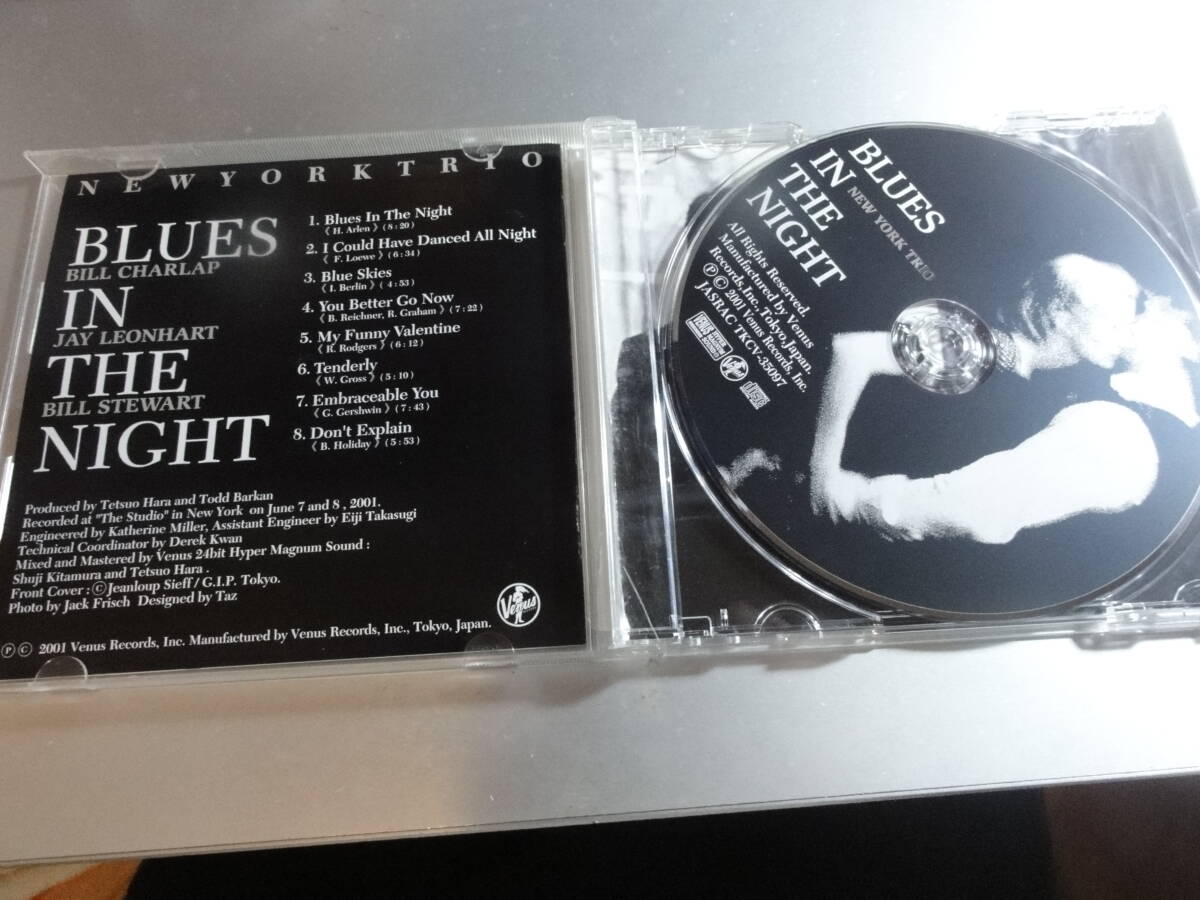 NEW YORK TRIO
BLUES
BILL CHARLAP
IN
JAY LEONHART
THE
BILL STEWART
NIGHT
1. Blues In The Night
《 H. Arlen 》 ( 8 : 20 )
2. I Could Have Danced All Night
《 F. Loewe 》 ( 6 : 34 )
3. Blue Skies
《 I. Berlin 》 ( 4 : 53 )
4. You Better Go Now
《 B. Reichner, R. Graham 》 ( 7 : 22 )
5. My Funny Valentine
《 R. Rodgers 》 ( 6 : 12 )
6. Tenderly
《 W. Gross 》 ( 5 : 10 )
7. Embraceable You
《 G. Gershwin 》 ( 7 : 43 )
8. Don't Explain
《 B. Holiday 》 ( 5 : 53 )
Produced by Tetsuo Hara and Todd Barkan
Recorded at "The Studio" in New York on June 7 and 8 , 2001.
Engineered by Katherine Miller, Assistant Engineer by Eiji Takasugi
Technical Coordinator by Derek Kwan
Mixed and Mastered by Venus 24bit Hyper Magnum Sound :
Shuji Kitamura and Tetsuo Hara .
Front Cover : Ⓒ Jeanloup Sieff / G.I.P. Tokyo.
Photo by Jack Frisch Designed by Taz
Ⓟ Ⓒ 2001 Venus Records, Inc. Manufactured by Venus Records, Inc., Tokyo, Japan.
Venus
BLUES
IN NEW YORK TRIO
THE
NIGHT
All Rights Reserved.
Manufactured by Venus
Records,Inc., Tokyo,Japan.
Ⓟ Ⓒ 2001 Venus Records, Inc.
JASRAC TKCV-35097
disc